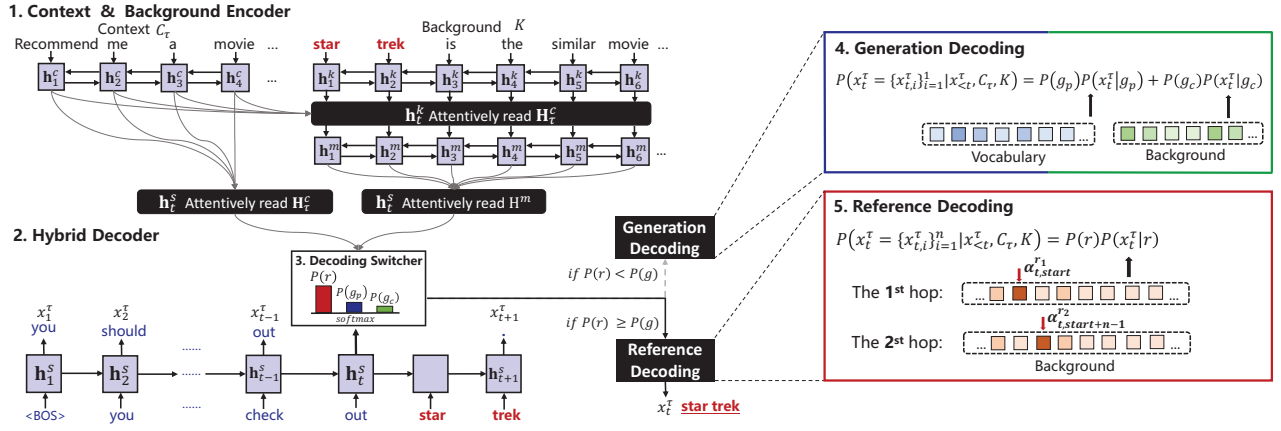 1. Context & Background Encoder
Context C_τ
Background K
Recommend me a movie ...
star trek is the similar movie ...
h_1^c h_2^c h_3^c h_4^c ...
h_1^k h_2^k h_3^k h_4^k h_5^k h_6^k
h_t^k Attentively read H_τ^c
h_1^m h_2^m h_3^m h_4^m h_5^m h_6^m ...
h_t^s Attentively read H_τ^c
h_t^s Attentively read H^m
2. Hybrid Decoder
3. Decoding Switcher
P(r)
P(g_p)
P(g_c)
softmax
x_1^τ x_2^τ x_{t-1}^τ x_{t+1}^τ
you should ...... out .
h_1^s h_2^s ...... h_{t-1}^s h_t^s h_{t+1}^s
<BOS> you ...... check out star trek
Generation Decoding
if P(r) < P(g)
if P(r) ≥ P(g)
Reference Decoding
x_t^τ star trek
4. Generation Decoding
P(x_t^τ = {x_{t,i}^τ}_{i=1}^1|x_{<t}^τ, C_τ, K) = P(g_p)P(x_t^τ|g_p) + P(g_c)P(x_t^τ|g_c)
...
...
Vocabulary
Background
5. Reference Decoding
P(x_t^τ = {x_{t,i}^τ}_{i=1}^n|x_{<t}^τ, C_τ, K) = P(r)P(x_t^τ|r)
α_{t,start}^{r_1}
The 1st hop: ... ...
α_{t,start+n−1}^{r_2}
The 2st hop: ... ...
Background